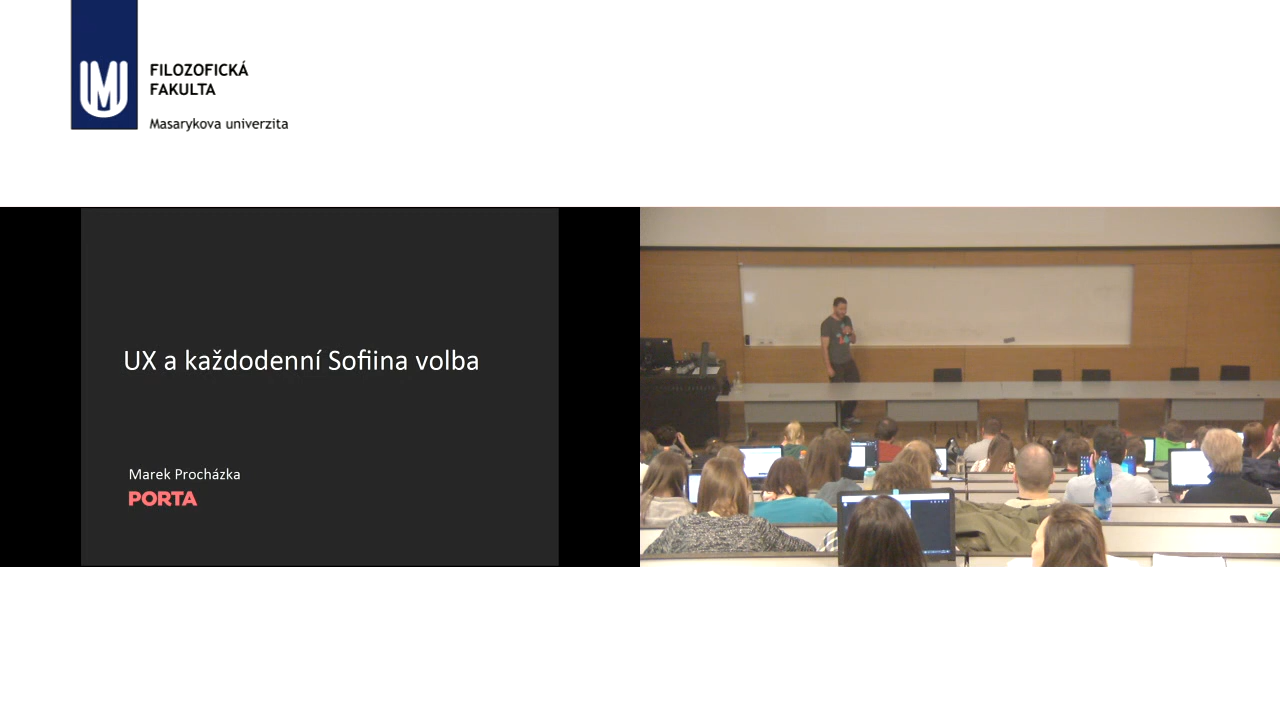 FILOZOFICKÁ
FAKULTA
Masarykova univerzita
UX a každodenní Sofiina volba
Marek Procházka
PORTA